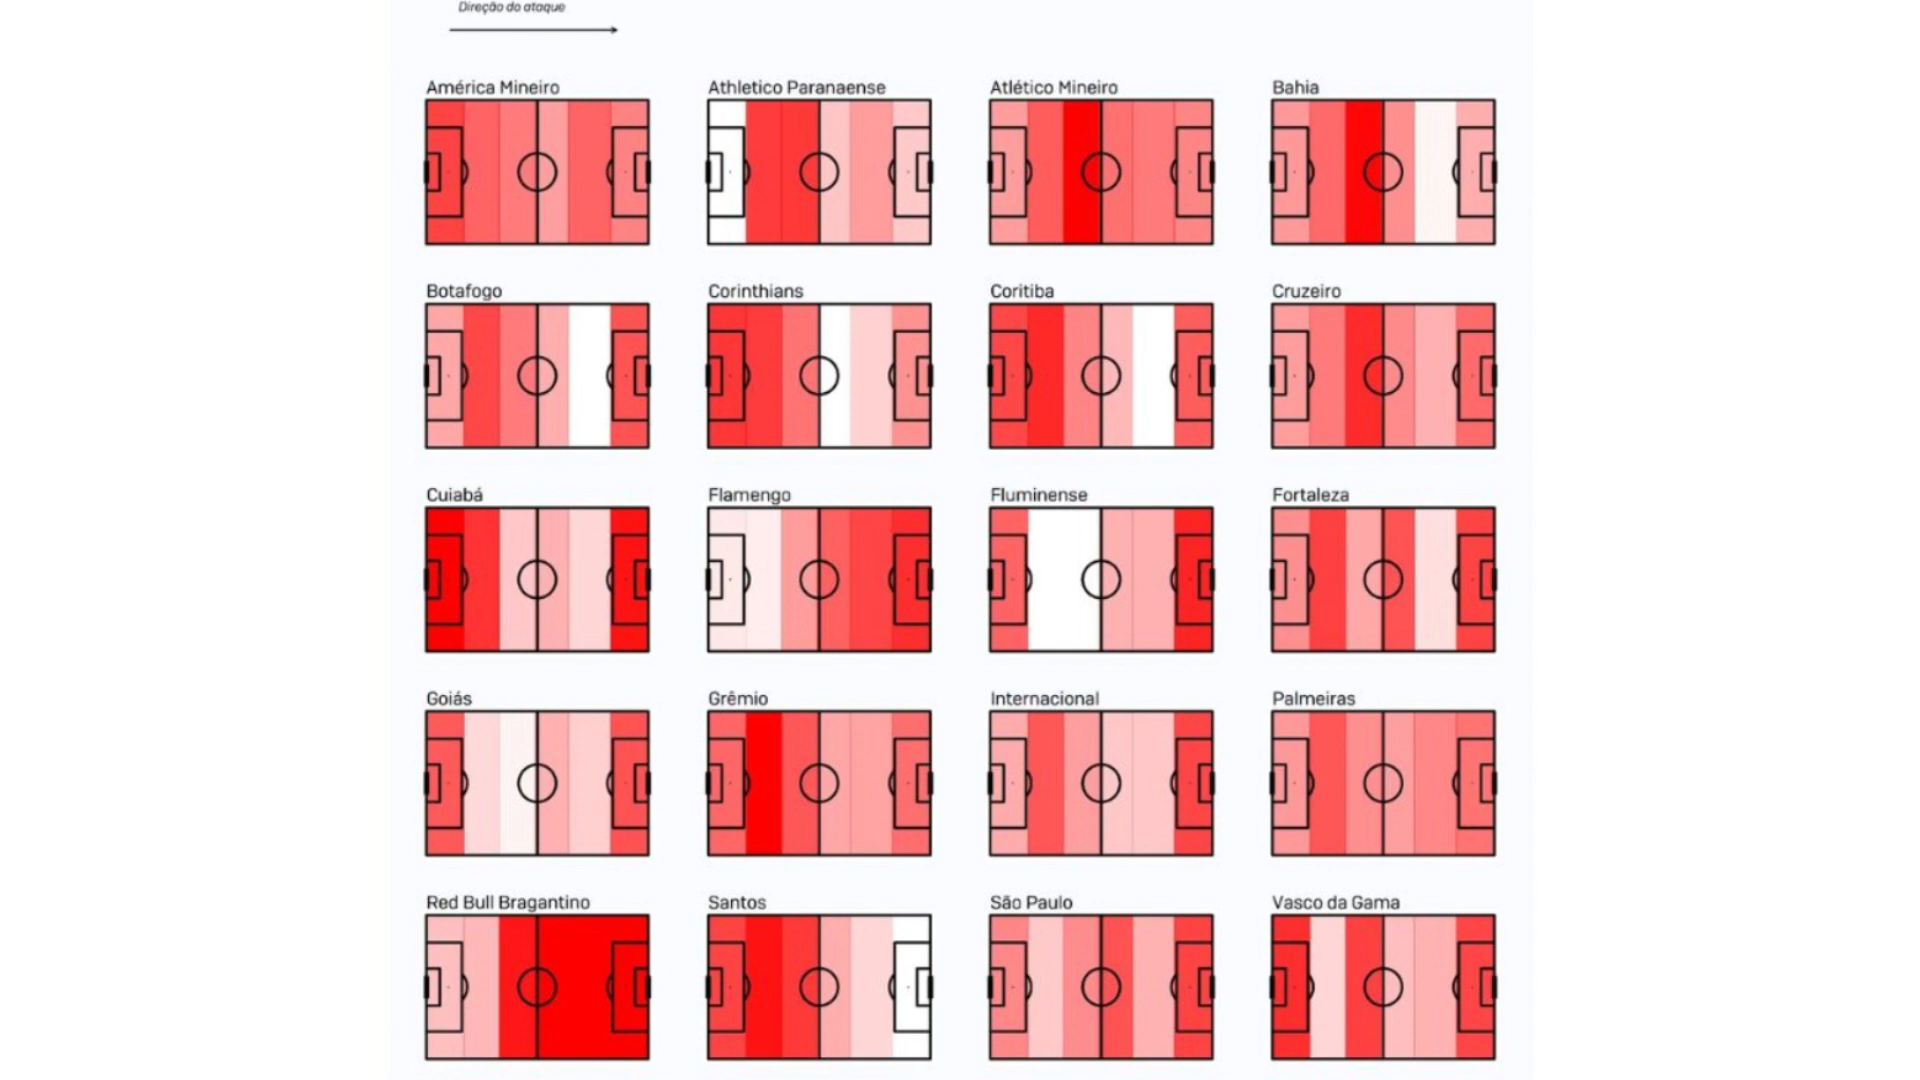 Direção do ataque
América Mineiro
Athletico Paranaense
Atlético Mineiro
Bahia
Botafogo
Corinthians
Coritiba
Cruzeiro
Cuiabá
Flamengo
Fluminense
Fortaleza
Goiás
Grêmio
Internacional
Palmeiras
Red Bull Bragantino
Santos
São Paulo
Vasco da Gama